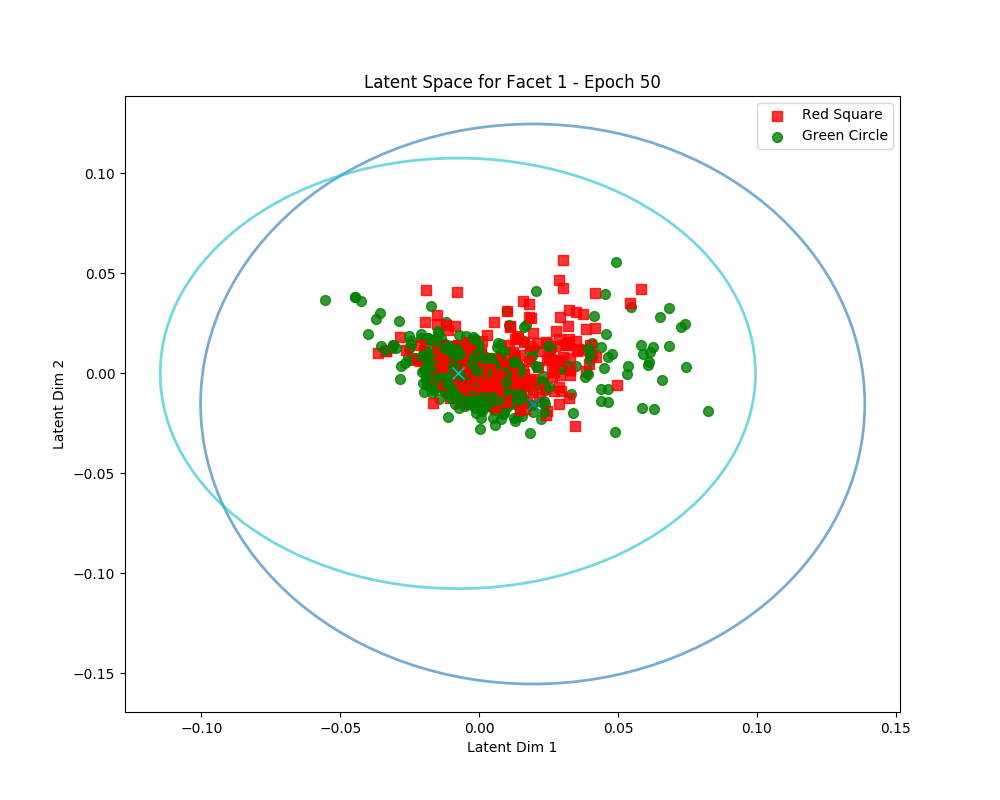 Latent Space for Facet 1 - Epoch 50
Red Square
Green Circle
0.10
0.05
0.00
−0.05
−0.10
−0.15
Latent Dim 2
−0.10
−0.05
0.00
0.05
0.10
0.15
Latent Dim 1